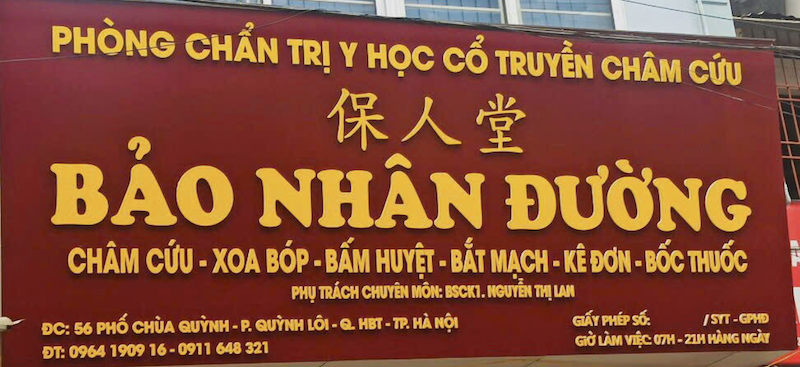 PHÒNG CHẨN TRỊ Y HỌC CỔ TRUYỀN CHÂM CỨU
保人堂
BẢO NHÂN ĐƯỜNG
CHÂM CỨU - XOA BÓP - BẤM HUYỆT - BẮT MẠCH - KÊ ĐƠN - BỐC THUỐC
PHỤ TRÁCH CHUYÊN MÔN: BSCK1. NGUYỄN THỊ LAN
ĐC: 56 PHỐ CHÙA QUỲNH - P. QUỲNH LÔI - Q. HBT - TP. HÀ NỘI
ĐT: 0964 1909 16 - 0911 648 321
GIẤY PHÉP SỐ: / SYT - GPHĐ
GIỜ LÀM VIỆC: 07H - 21H HÀNG NGÀY